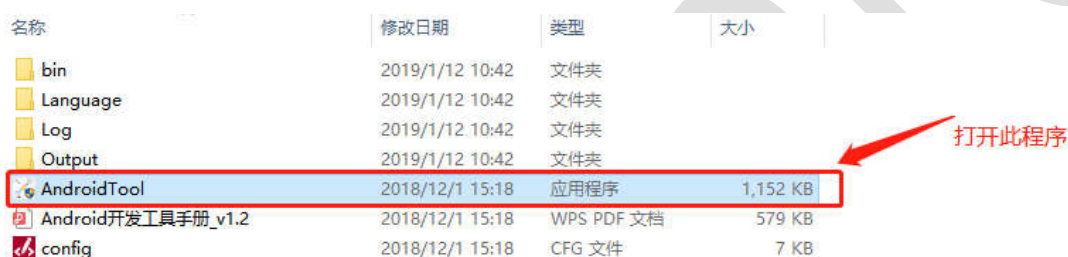 名称 修改日期 类型 大小
bin 2019/1/12 10:42 文件夹
Language 2019/1/12 10:42 文件夹
Log 2019/1/12 10:42 文件夹
Output 2019/1/12 10:42 文件夹
打开此程序
AndroidTool 2018/12/1 15:18 应用程序 1,152 KB
Android开发工具手册_v1.2 2018/12/1 15:18 WPS PDF 文档 579 KB
config 2018/12/1 15:18 CFG 文件 7 KB